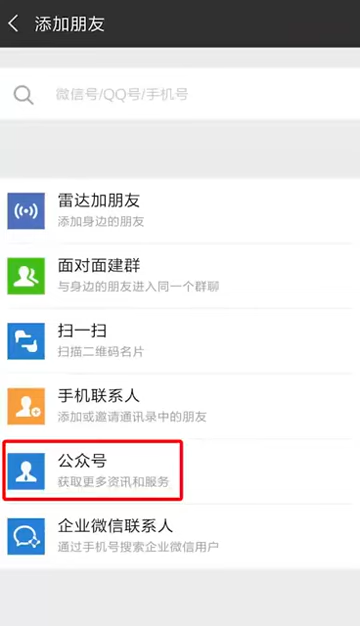 添加朋友
微信号/QQ号/手机号
雷达加朋友
添加身边的朋友
面对面建群
与身边的朋友进入同一个群聊
扫一扫
扫描二维码名片
手机联系人
添加或邀请通讯录中的朋友
公众号
获取更多资讯和服务
企业微信联系人
通过手机号搜索企业微信用户